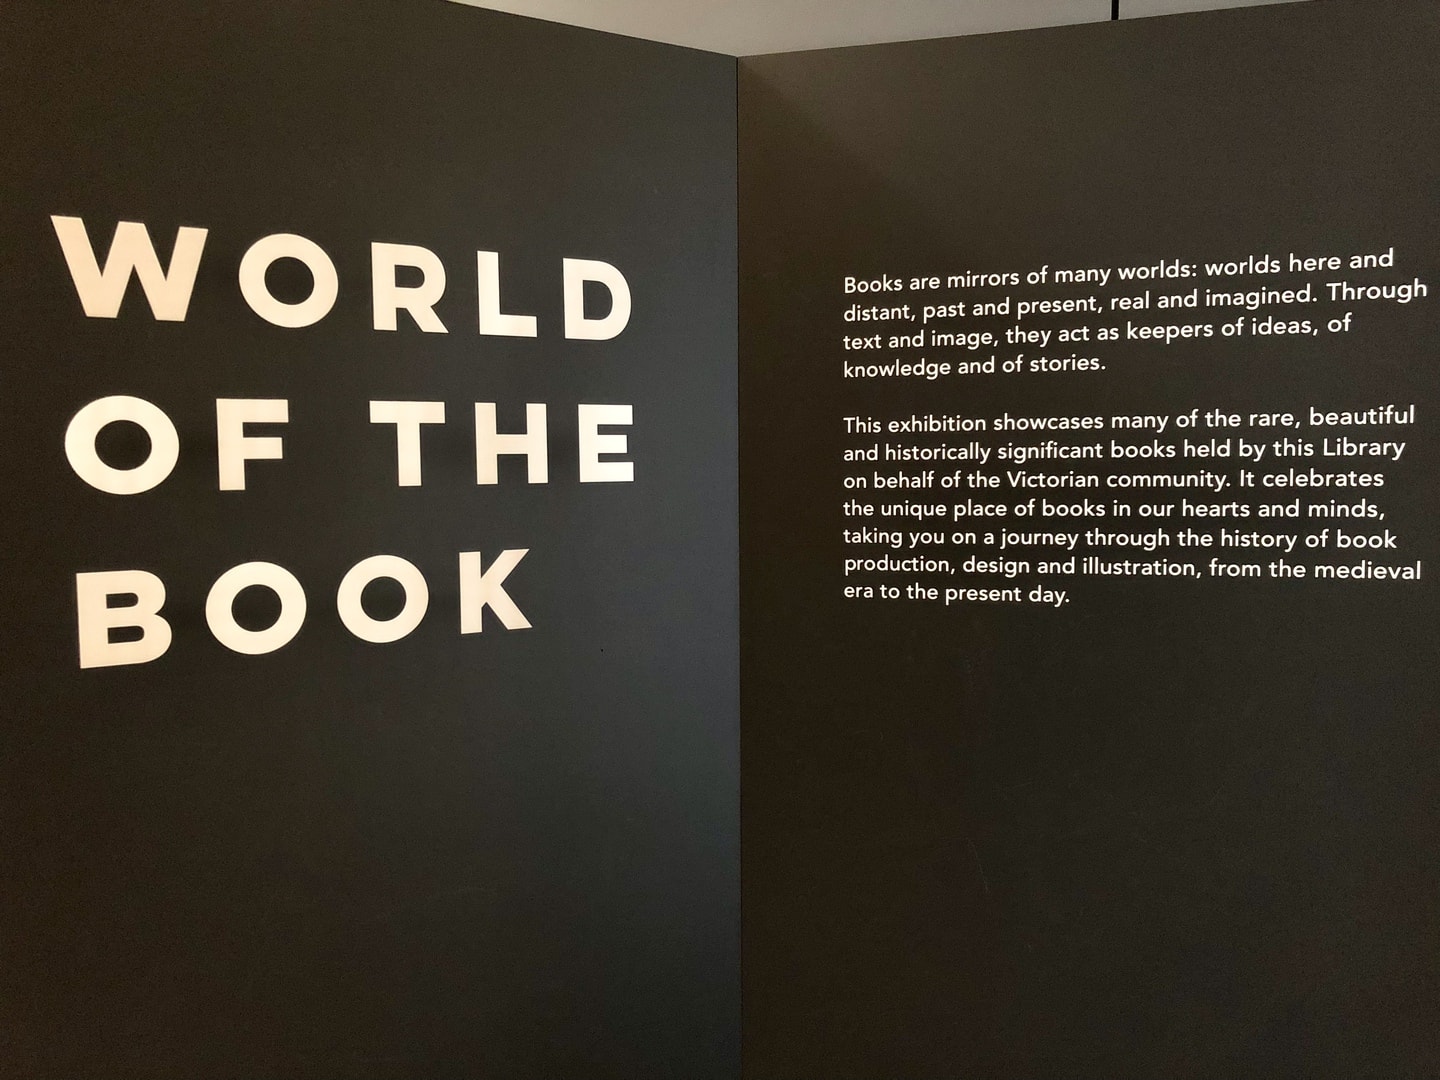 WORLD
OF THE
BOOK
Books are mirrors of many worlds: worlds here and
distant, past and present, real and imagined. Through
text and image, they act as keepers of ideas, of
knowledge and of stories.
This exhibition showcases many of the rare, beautiful
and historically significant books held by this Library
on behalf of the Victorian community. It celebrates
the unique place of books in our hearts and minds,
taking you on a journey through the history of book
production, design and illustration, from the medieval
era to the present day.